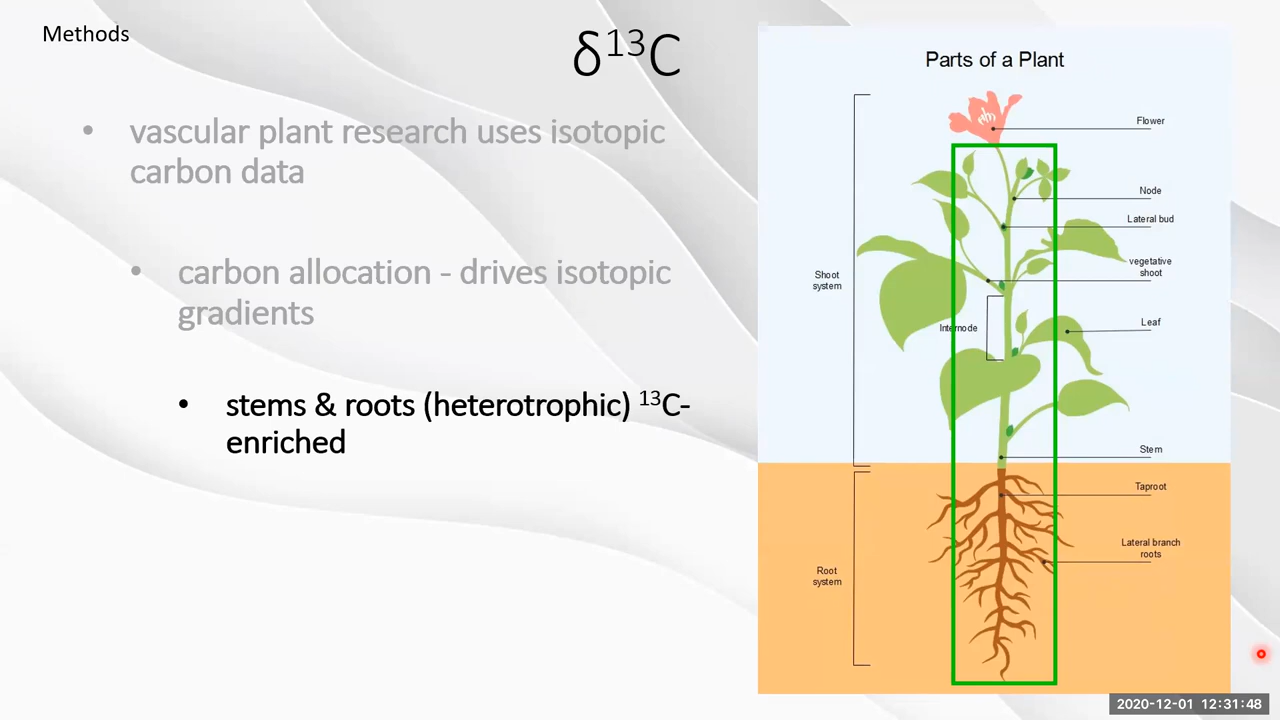 Methods
δ¹³C
• vascular plant research uses isotopic
carbon data
• carbon allocation - drives isotopic
gradients
• stems & roots (heterotrophic) ¹³C-
enriched
Parts of a Plant
Flower
Node
Lateral bud
vegetative
shoot
Shoot
system
Internode
Leaf
Stem
Taproot
Lateral branch
roots
Root
system
2020-12-01 12:31:48